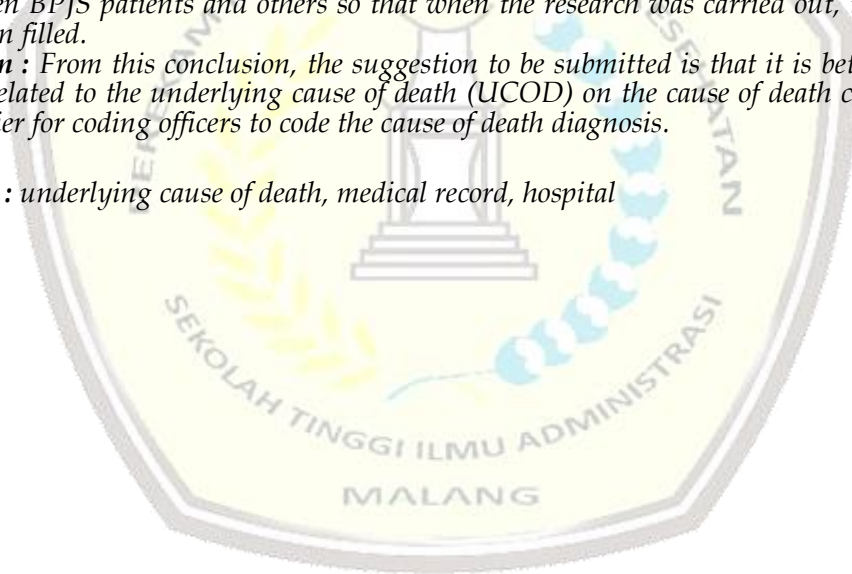 en BPJS patients and others so that when the research was carried out,
n filled.
n : From this conclusion, the suggestion to be submitted is that it is bet
elated to the underlying cause of death (UCOD) on the cause of death c
ier for coding officers to code the cause of death diagnosis.
: underlying cause of death, medical record, hospital
SEKOLAH TINGGI ILMU ADMINISTRASI
MALANG